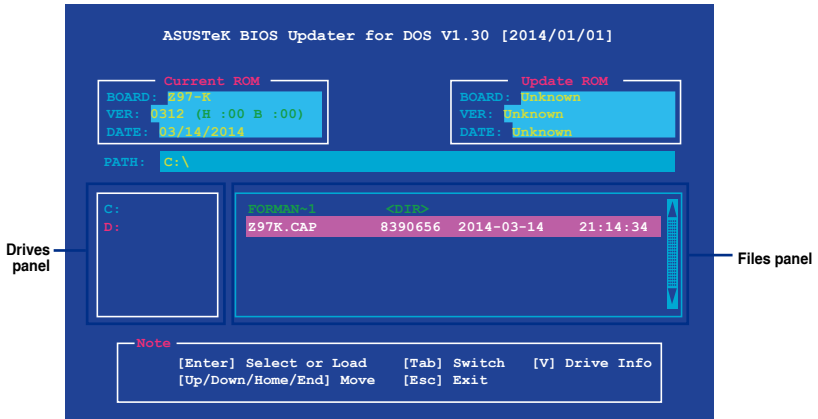 ASUSTeK BIOS Updater for DOS V1.30 [2014/01/01]
Current ROM
BOARD: Z97-K
VER: 0312 (H :00 B :00)
DATE: 03/14/2014
Update ROM
BOARD: Unknown
VER: Unknown
DATE: Unknown
PATH: C:\
C:
D:
FORMAN~1 <DIR>
Z97K.CAP 8390656 2014-03-14 21:14:34
Drives
panel
Files panel
Note
[Enter] Select or Load [Tab] Switch [V] Drive Info
[Up/Down/Home/End] Move [Esc] Exit